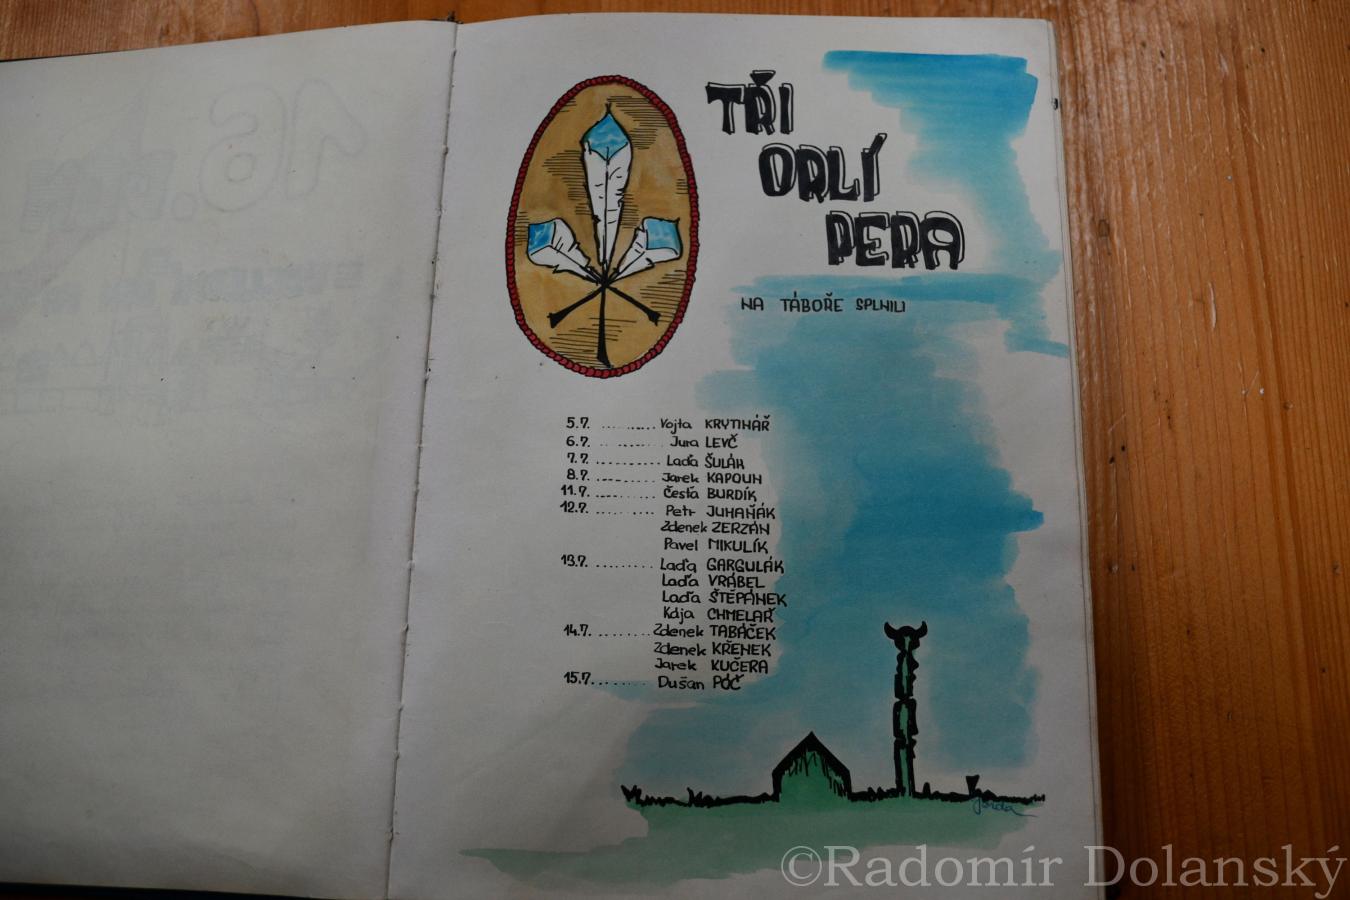 TŘI
ORLÍ
PERA
NA TÁBOŘE SPLNILI
5.7. ........... Vojta KRYTINÁŘ
6.7. ........... Jura LEVČ
7.7. ........... Laďa ŠULÁK
8.7. ........... Jarek KAPOUN
11.7. .......... Česťa BURDÍK
12.7. .......... Petr JUHAŇÁK
Zdenek ZERZÁN
Pavel MIKULÍK
13.7. ......... Laďa GARGULÁK
Laďa VRÁBEL
Laďa ŠTĚPÁNEK
Kája CHMELAŘ
14.7. ........ Zdenek TABÁČEK
Zdenek KŘENEK
Jarek KUČERA
15.7. ......... Dušan PÓČ
©Radomír Dolanský